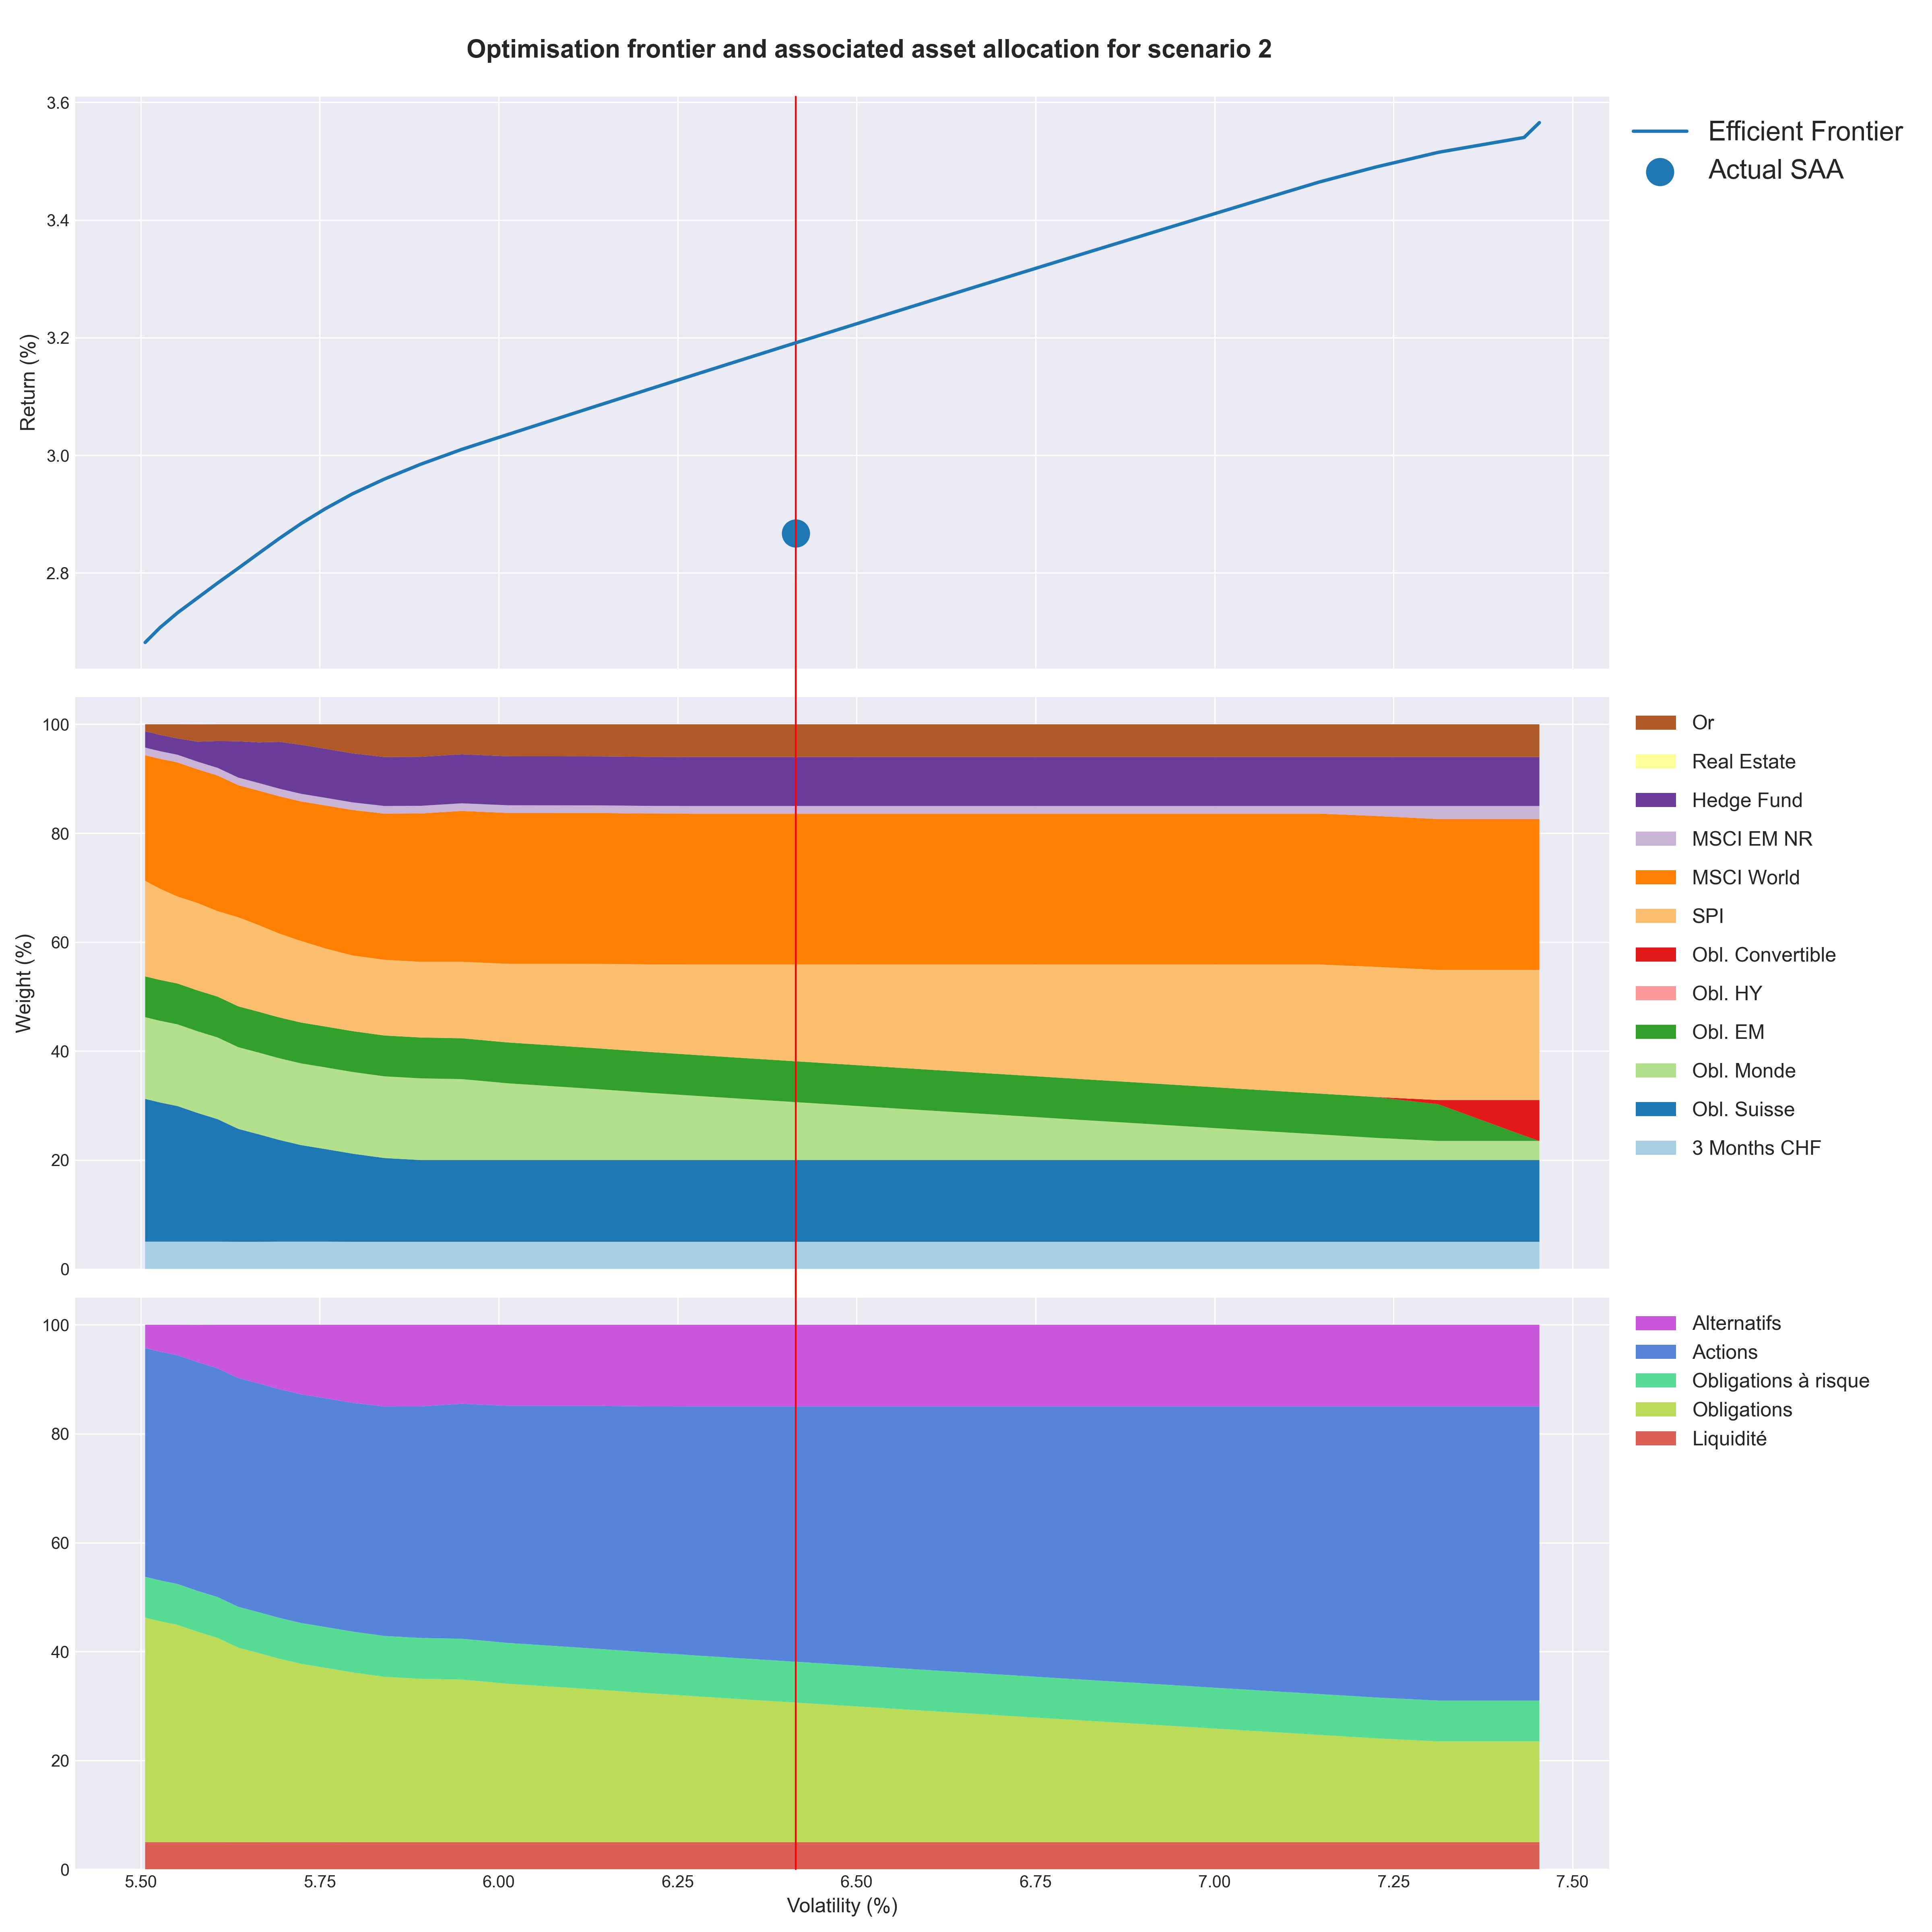 Optimisation frontier and associated asset allocation for scenario 2
3.6
3.4
3.2
3.0
2.8
Return (%)
Efficient Frontier
Actual SAA
100
80
60
40
20
0
Weight (%)
Or
Real Estate
Hedge Fund
MSCI EM NR
MSCI World
SPI
Obl. Convertible
Obl. HY
Obl. EM
Obl. Monde
Obl. Suisse
3 Months CHF
100
80
60
40
20
0
Alternatifs
Actions
Obligations à risque
Obligations
Liquidité
5.50 5.75 6.00 6.25 6.50 6.75 7.00 7.25 7.50
Volatility (%)